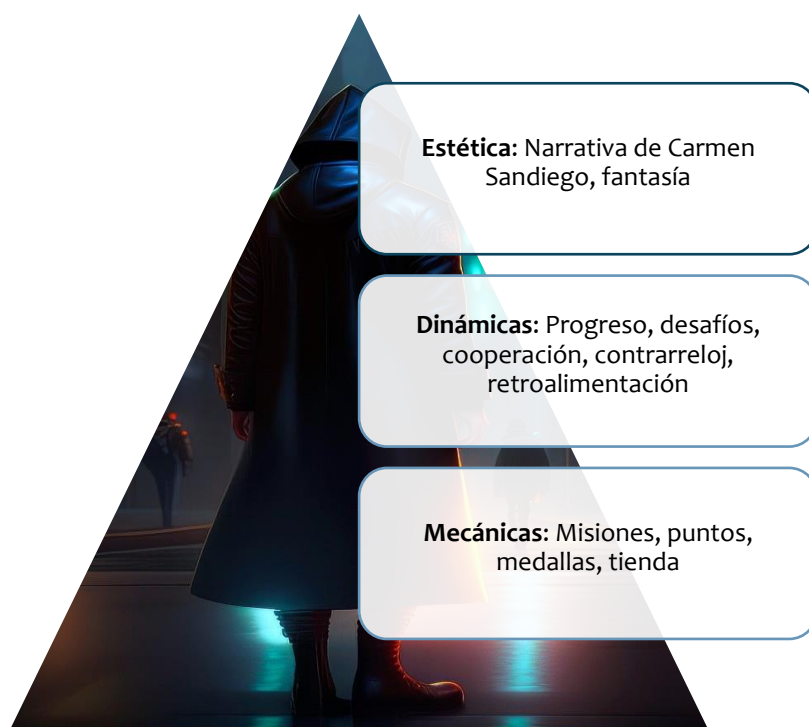 Estética: Narrativa de Carmen
Sandiego, fantasía
Dinámicas: Progreso, desafíos,
cooperación, contrarreloj,
retroalimentación
Mecánicas: Misiones, puntos,
medallas, tienda